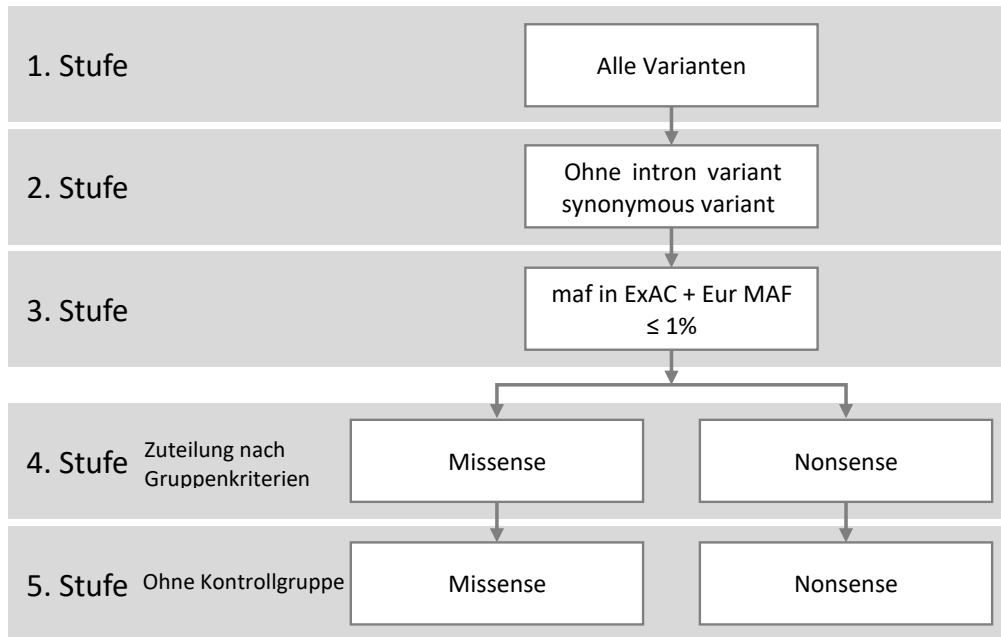 1. Stufe
Alle Varianten
2. Stufe
Ohne intron variant
synonymous variant
3. Stufe
maf in ExAC + Eur MAF
≤ 1%
4. Stufe
Zuteilung nach
Gruppenkriterien
Missense
Nonsense
5. Stufe
Ohne Kontrollgruppe
Missense
Nonsense